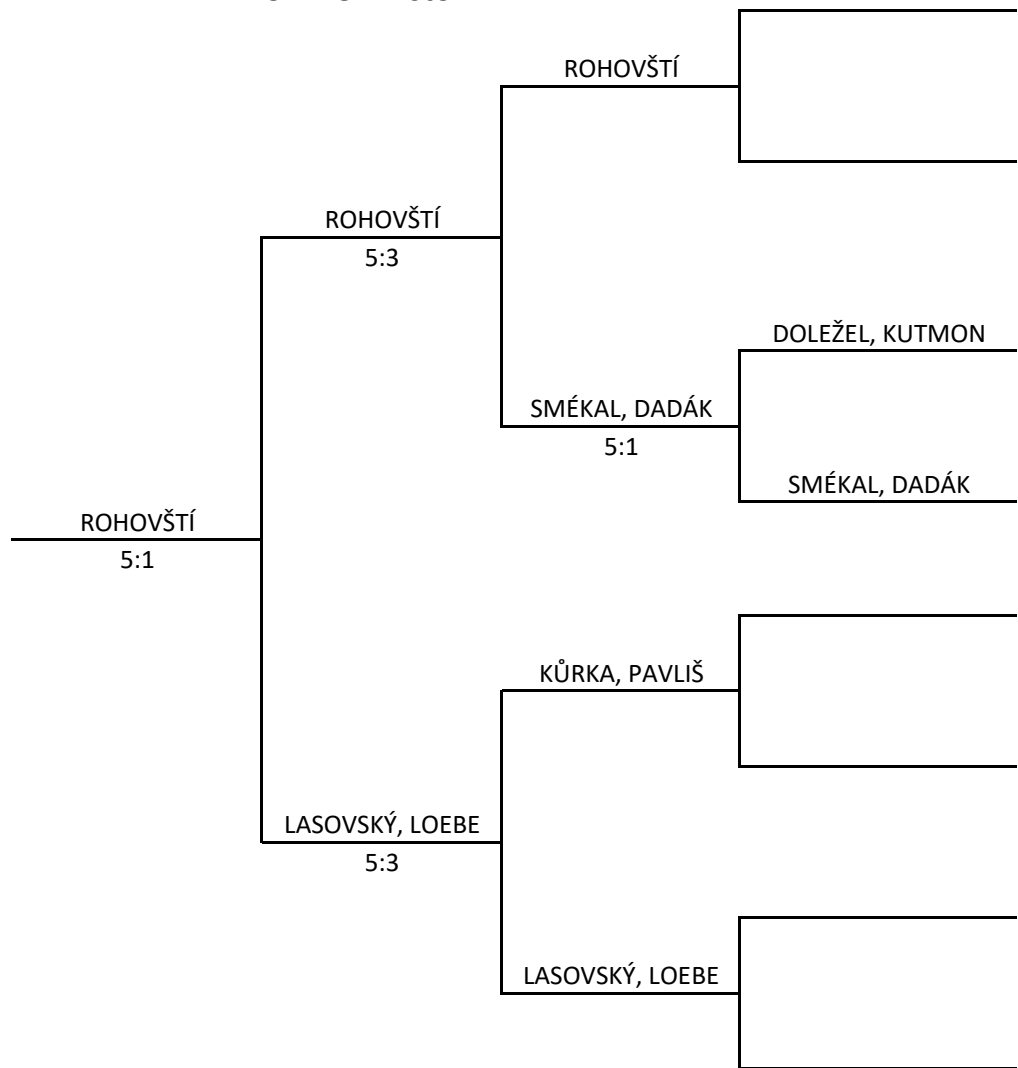 ROHOVŠTÍ
ROHOVŠTÍ
5:3
DOLEŽEL, KUTMON
SMÉKAL, DADÁK
5:1
SMÉKAL, DADÁK
ROHOVŠTÍ
5:1
KŮRKA, PAVLIŠ
LASOVSKÝ, LOEBE
5:3
LASOVSKÝ, LOEBE